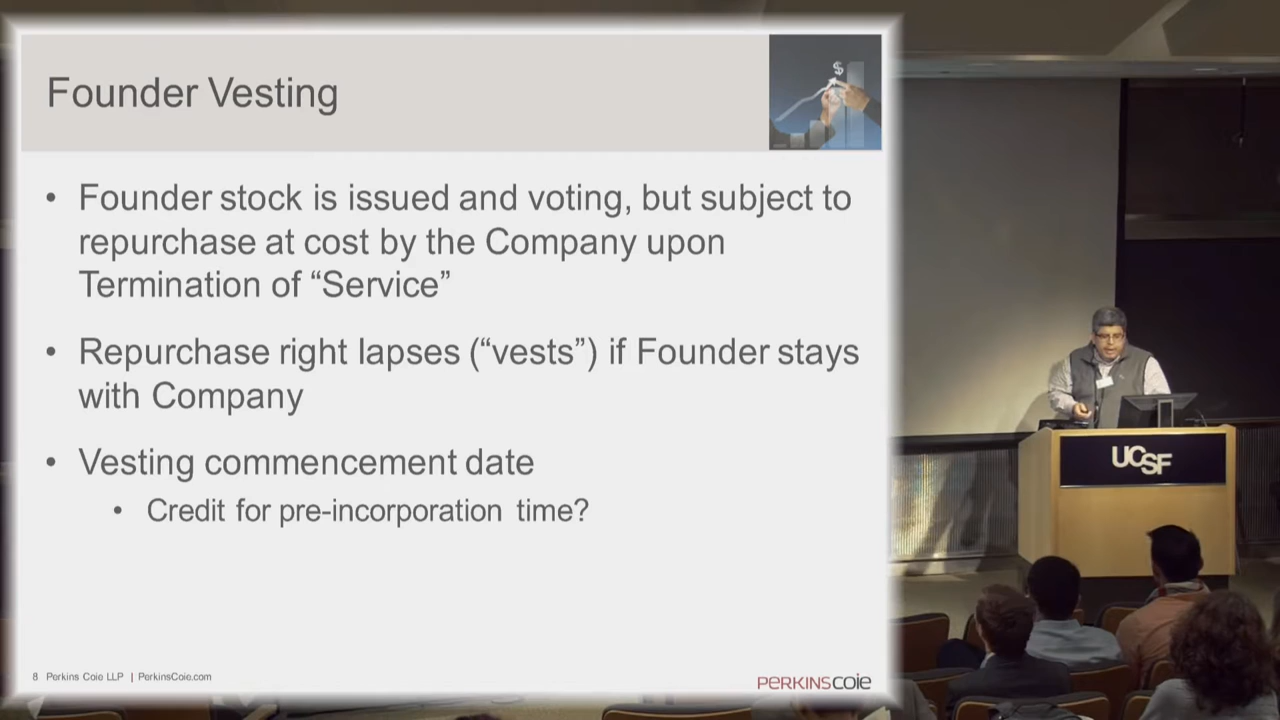 Founder Vesting
$
• Founder stock is issued and voting, but subject to
repurchase at cost by the Company upon
Termination of “Service”
• Repurchase right lapses (“vests”) if Founder stays
with Company
• Vesting commencement date
• Credit for pre-incorporation time?
8 Perkins Coie LLP | PerkinsCoie.com
PERKINSCOIE
UCSF